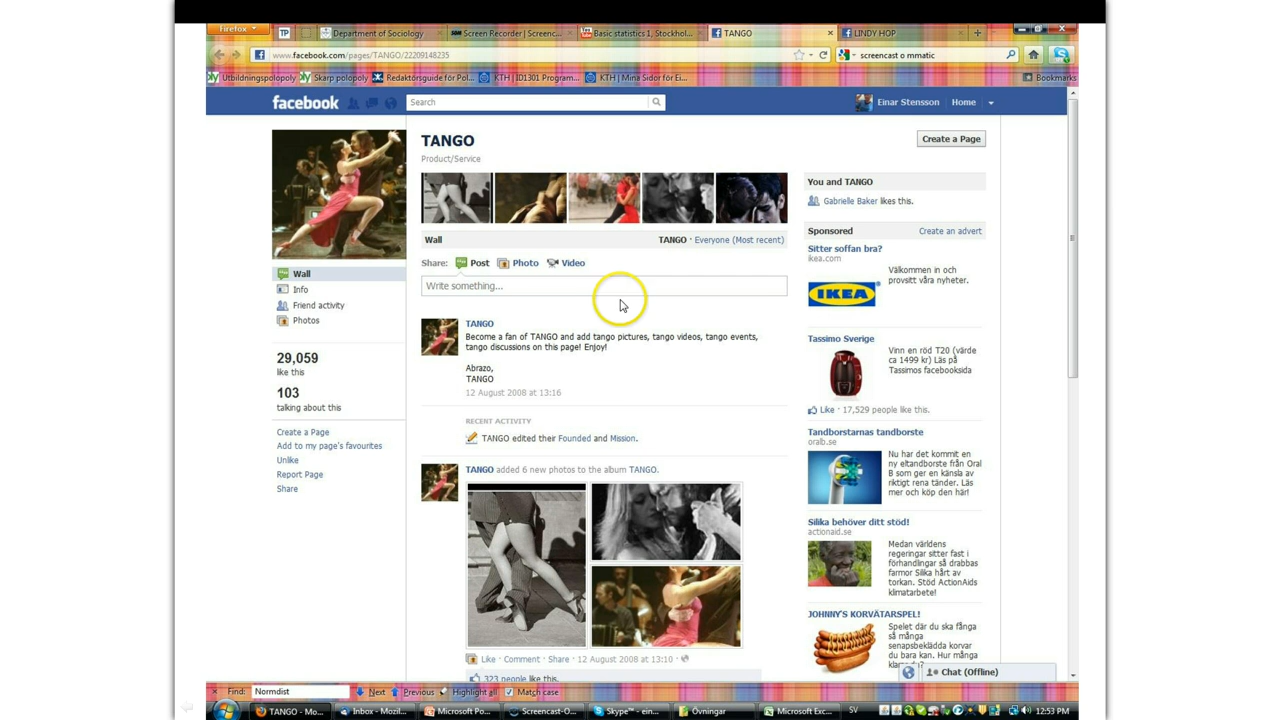 Firefox
TP
Department of Sociology
Screen Recorder | Screenc...
Basic statistics 1, Stockhol...
TANGO
LINDY HOP
www.facebook.com/pages/TANGO/22209148235
screencast o mmatic
Utbildningspolopoly
Skarp polopoly
Redaktörsguide för Pol...
KTH | ID1301 Program...
KTH | Mina Sidor för Ei...
Bookmarks
facebook
Search
Einar Stensson
Home
TANGO
Product/Service
Create a Page
You and TANGO
Gabrielle Baker likes this.
Wall
TANGO · Everyone (Most recent)
Share:
Post
Photo
Video
Write something...
Wall
Info
Friend activity
Photos
29,059
like this
103
talking about this
Create a Page
Add to my page's favourites
Unlike
Report Page
Share
TANGO
Become a fan of TANGO and add tango pictures, tango videos, tango events,
tango discussions on this page! Enjoy!
Abrazo,
TANGO
12 August 2008 at 13:16
RECENT ACTIVITY
TANGO edited their Founded and Mission.
TANGO added 6 new photos to the album TANGO.
Like · Comment · Share · 12 August 2008 at 13:10
323 people like this.
Sponsored
Create an advert
Sitter soffan bra?
ikea.com
IKEA
Välkommen in och
provsitt våra nyheter.
Tassimo Sverige
Vinn en röd T20 (värde
ca 1499 kr) Läs på
Tassimos facebooksida
Like · 17,529 people like this.
Tandborstarnas tandborste
oralb.se
Nu har det kommit en
ny eltandborste från Oral
B som ger en känsla av
riktigt rena tänder. Läs
mer och köp den här!
Silika behöver ditt stöd!
actionaid.se
Medan världens
regeringar sitter fast i
förhandlingar så drabbas
farmor Silika hårt av
torkan. Stöd ActionAids
klimatarbete!
JOHNNY'S KORVÄTARSPEL!
Spelet där du ska fånga
så många
senapsbeklädda korvar
du bara kan. Hur många
Chat (Offline)
Find:
Normdist
Next
Previous
Highlight all
Match case
TANGO - Mo...
Inbox - Mozil...
Microsoft Po...
Screencast-O...
Skype™ - ein...
Övningar
Microsoft Exc...
SV
12:53 PM